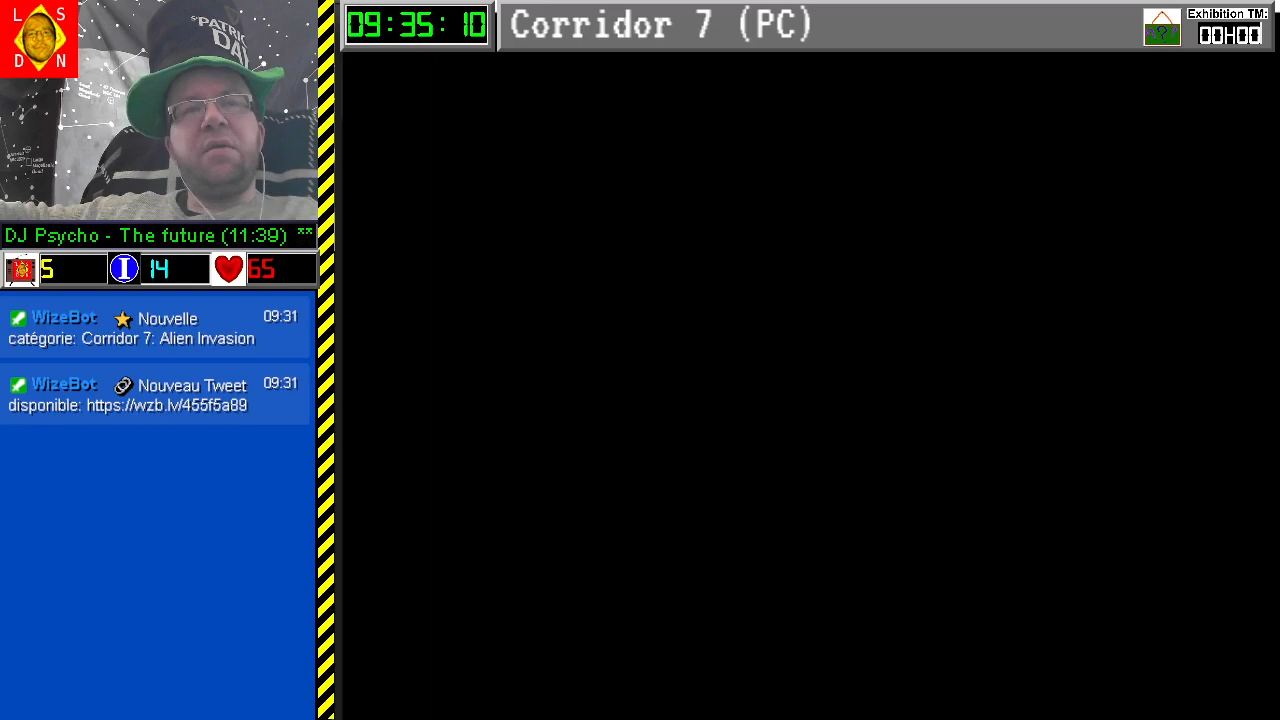 L S
D N
PATRIC
DAY
09:35:10
Corridor 7 (PC)
Exhibition TM:
00H00
DJ Psycho - The future (11:39) **
5
I
14
65
WizeBot Nouvelle 09:31
catégorie: Corridor 7: Alien Invasion
WizeBot Nouveau Tweet 09:31
disponible: https://wzb.lv/455f5a89